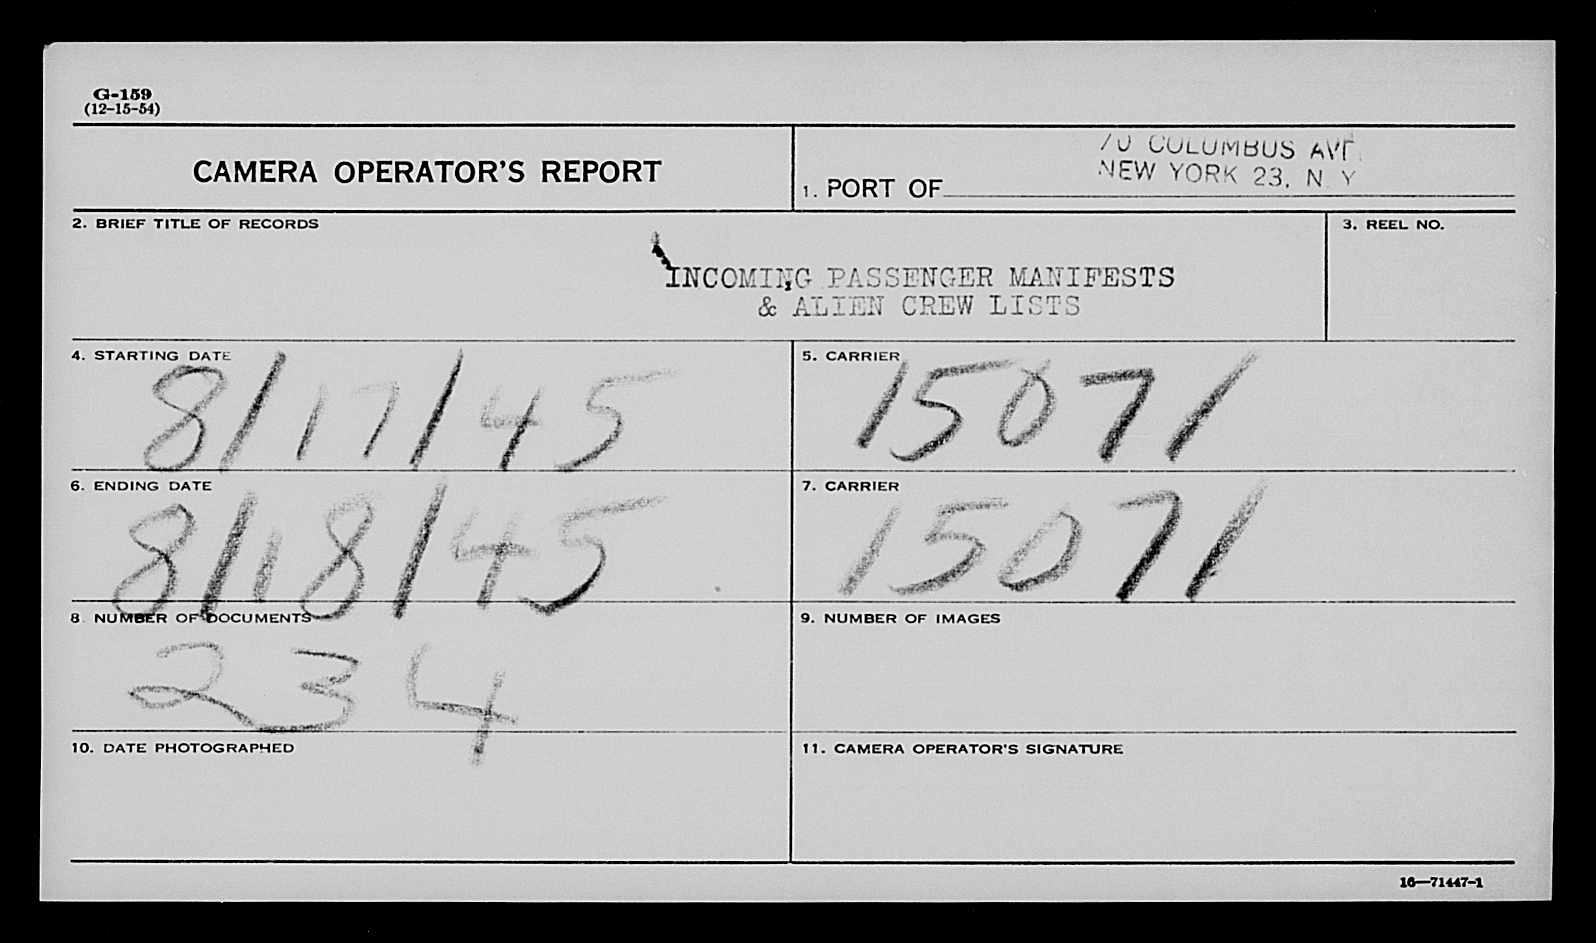 G-159
(12-15-54)
CAMERA OPERATOR'S REPORT
1. PORT OF
70 COLUMBUS AVE.
NEW YORK 23, N. Y
2. BRIEF TITLE OF RECORDS
INCOMING PASSENGER MANIFESTS
& ALIEN CREW LISTS
3. REEL NO.
4. STARTING DATE
8/17/45
5. CARRIER
15071
6. ENDING DATE
8/18/45
7. CARRIER
15071
8. NUMBER OF DOCUMENTS
234
9. NUMBER OF IMAGES
10. DATE PHOTOGRAPHED
11. CAMERA OPERATOR'S SIGNATURE
16—71447-1